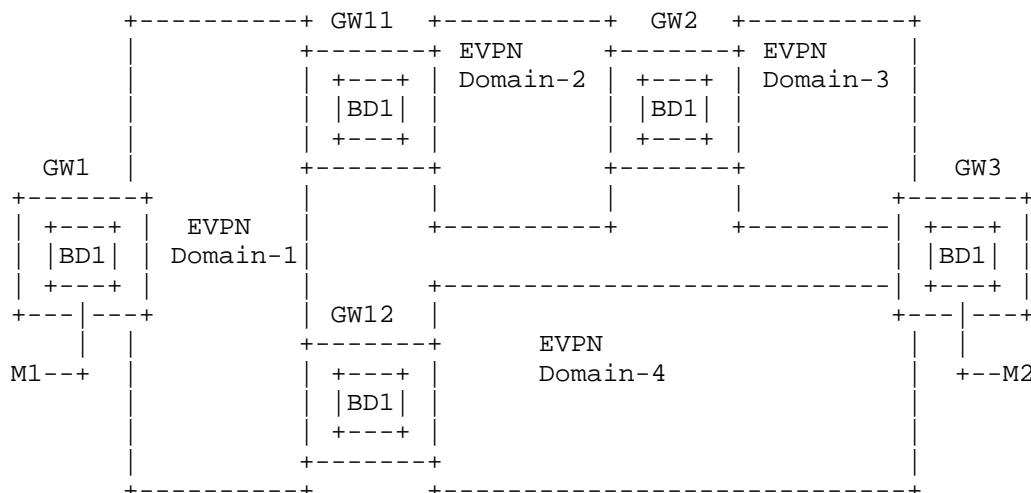 +----------+ GW11  +----------+  GW2  +----------+
|          +-------+ EVPN     +-------+ EVPN     |
|          | +---+ | Domain-2 | +---+ | Domain-3 |
|          | |BD1| |          | |BD1| |          |
|          | +---+ |          | +---+ |          |
GW1    |          +-------+          +-------+          |   GW3
+-------+         |       |          |       |         +-------+
| +---+ |  EVPN   |       +----------+       +---------| +---+ |
| |BD1| | Domain-1|                                    | |BD1| |
| +---+ |         |       +----------------------------| +---+ |
+---|---+         | GW12  |                            +---|---+
|  |          +-------+      EVPN                   |  |
M1--+  |          | +---+ |      Domain-4               |  +--M2
|          | |BD1| |                             |
|          | +---+ |                             |
|          +-------+                             |
+----------+       +-----------------------------+